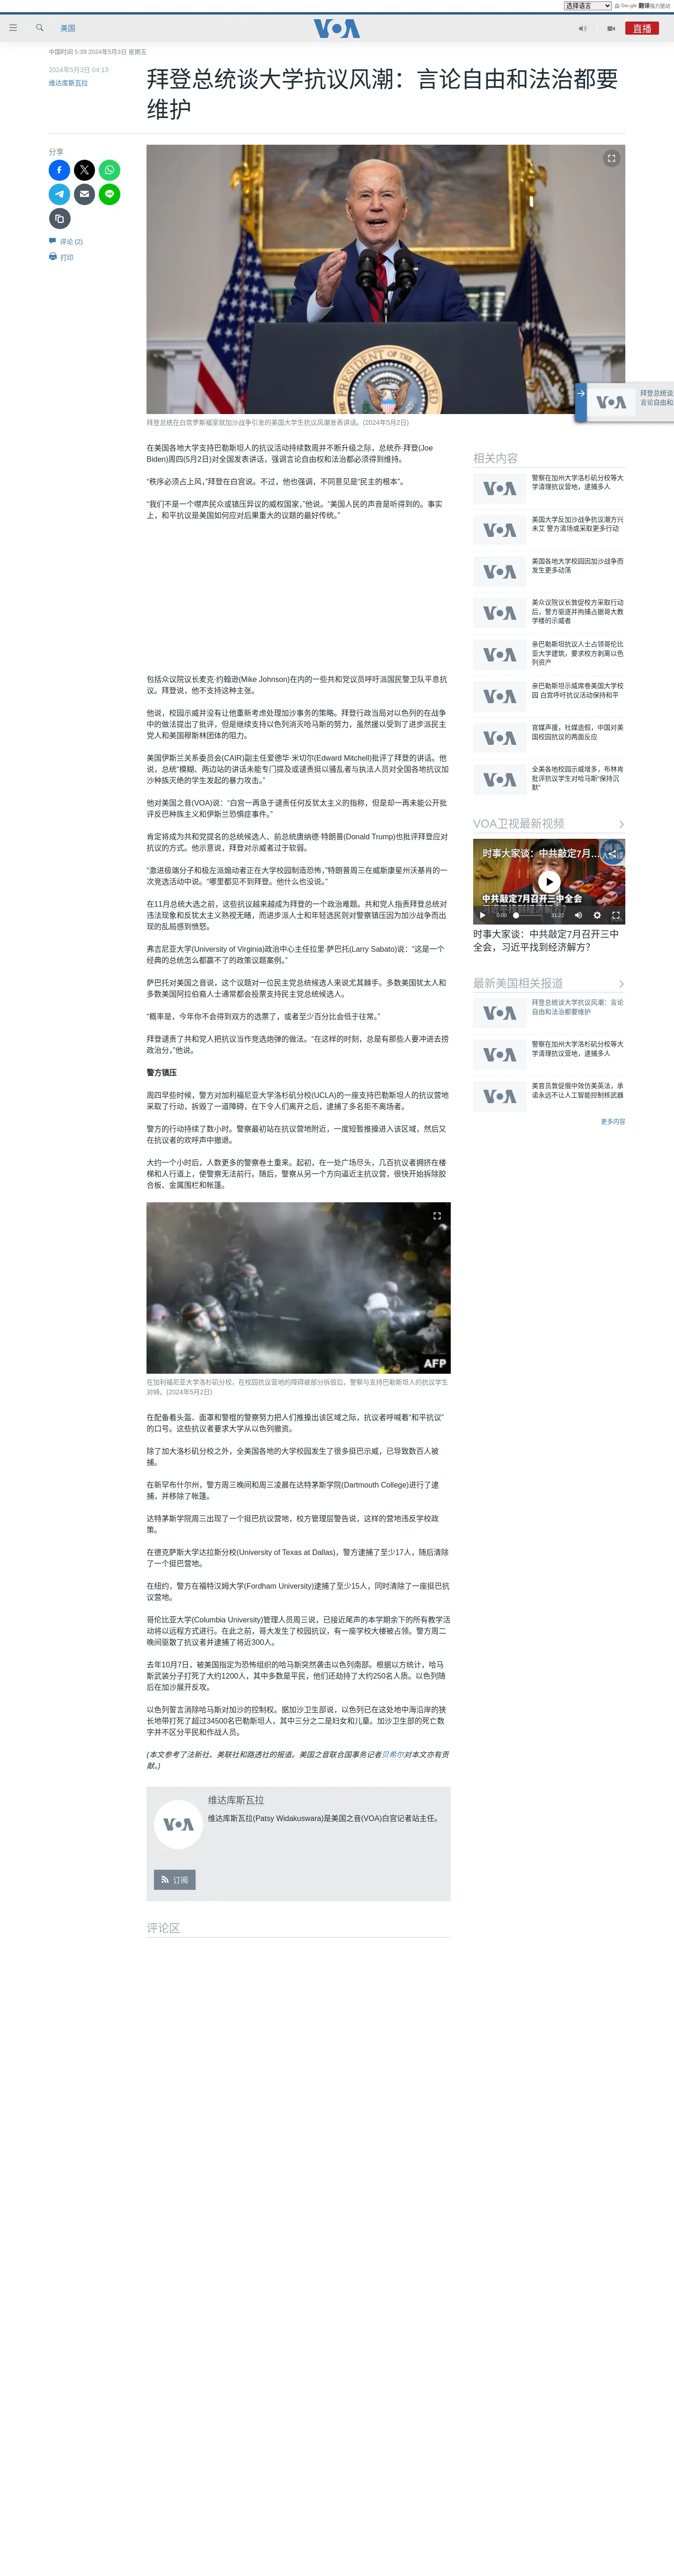 选择语言
由 Google 翻译强力驱动
美国
VOA
直播
中国时间 5:39 2024年5月3日 星期五
2024年5月3日 04:13
维达库斯瓦拉
拜登总统谈大学抗议风潮：言论自由和法治都要
维护
分享
评论 (2)
打印
拜登总统在白宫罗斯福室就加沙战争引发的美国大学生抗议风潮发表讲话。(2024年5月2日)
拜登总统谈
言论自由和
在美国各地大学支持巴勒斯坦人的抗议活动持续数周并不断升级之际，总统乔·拜登(Joe
Biden)周四(5月2日)对全国发表讲话，强调言论自由权和法治都必须得到维持。
“秩序必须占上风，”拜登在白宫说。不过，他也强调，不同意见是“民主的根本”。
“我们不是一个噤声民众或镇压异议的威权国家，”他说。“美国人民的声音是听得到的。事实
上，和平抗议是美国如何应对后果重大的议题的最好传统。”
包括众议院议长麦克·约翰逊(Mike Johnson)在内的一些共和党议员呼吁派国民警卫队平息抗
议。拜登说，他不支持这种主张。
他说，校园示威并没有让他重新考虑处理加沙事务的策略。拜登行政当局对以色列的在战争
中的做法提出了批评，但是继续支持以色列消灭哈马斯的努力，虽然援以受到了进步派民主
党人和美国穆斯林团体的阻力。
美国伊斯兰关系委员会(CAIR)副主任爱德华·米切尔(Edward Mitchell)批评了拜登的讲话。他
说，总统“模糊、两边站的讲话未能专门提及或谴责挺以骚乱者与执法人员对全国各地抗议加
沙种族灭绝的学生发起的暴力攻击。”
他对美国之音(VOA)说：“白宫一再急于谴责任何反犹太主义的指称，但是却一再未能公开批
评反巴种族主义和伊斯兰恐惧症事件。”
肯定将成为共和党提名的总统候选人、前总统唐纳德·特朗普(Donald Trump)也批评拜登应对
抗议的方式。他示意说，拜登对示威者过于软弱。
“激进极端分子和极左派煽动者正在大学校园制造恐怖，”特朗普周三在威斯康星州沃基肖的一
次竞选活动中说。“哪里都见不到拜登。他什么也没说。”
在11月总统大选之前，这些抗议越来越成为拜登的一个政治难题。共和党人指责拜登总统对
违法现象和反犹太主义熟视无睹，而进步派人士和年轻选民则对警察镇压因为加沙战争而出
现的乱局感到愤怒。
弗吉尼亚大学(University of Virginia)政治中心主任拉里·萨巴托(Larry Sabato)说：“这是一个
经典的总统怎么都赢不了的政策议题案例。”
萨巴托对美国之音说，这个议题对一位民主党总统候选人来说尤其棘手。多数美国犹太人和
多数美国阿拉伯裔人士通常都会投票支持民主党总统候选人。
“概率是，今年你不会得到双方的选票了，或者至少百分比会低于往常。”
拜登谴责了共和党人把抗议当作竞选炮弹的做法。“在这样的时刻，总是有那些人要冲进去捞
政治分，”他说。
警方镇压
周四早些时候，警方对加利福尼亚大学洛杉矶分校(UCLA)的一座支持巴勒斯坦人的抗议营地
采取了行动，拆毁了一道障碍，在下令人们离开之后，逮捕了多名拒不离场者。
警方的行动持续了数小时。警察最初站在抗议营地附近，一度短暂推搡进入该区域，然后又
在抗议者的欢呼声中撤退。
大约一个小时后，人数更多的警察卷土重来。起初，在一处广场尽头，几百抗议者拥挤在楼
梯和人行道上，使警察无法前行。随后，警察从另一个方向逼近主抗议营，很快开始拆除胶
合板、金属围栏和帐篷。
AFP
在加利福尼亚大学洛杉矶分校，在校园抗议营地的障碍被部分拆毁后，警察与支持巴勒斯坦人的抗议学生
对峙。(2024年5月2日)
在配备着头盔、面罩和警棍的警察努力把人们推搡出该区域之际，抗议者呼喊着“和平抗议”
的口号。这些抗议者要求大学从以色列撤资。
除了加大洛杉矶分校之外，全美国各地的大学校园发生了很多挺巴示威，已导致数百人被
捕。
在新罕布什尔州，警方周三晚间和周三凌晨在达特茅斯学院(Dartmouth College)进行了逮
捕，并移除了帐篷。
达特茅斯学院周三出现了一个挺巴抗议营地，校方管理层警告说，这样的营地违反学校政
策。
在德克萨斯大学达拉斯分校(University of Texas at Dallas)，警方逮捕了至少17人，随后清除
了一个挺巴营地。
在纽约，警方在福特汉姆大学(Fordham University)逮捕了至少15人，同时清除了一座挺巴抗
议营地。
哥伦比亚大学(Columbia University)管理人员周三说，已接近尾声的本学期余下的所有教学活
动将以远程方式进行。在此之前，哥大发生了校园抗议，有一座学校大楼被占领。警方周二
晚间驱散了抗议者并逮捕了将近300人。
去年10月7日，被美国指定为恐怖组织的哈马斯突然袭击以色列南部。根据以方统计，哈马
斯武装分子打死了大约1200人，其中多数是平民，他们还劫持了大约250名人质。以色列随
后在加沙展开反攻。
以色列誓言消除哈马斯对加沙的控制权。据加沙卫生部说，以色列已在这处地中海沿岸的狭
长地带打死了超过34500名巴勒斯坦人，其中三分之二是妇女和儿童。加沙卫生部的死亡数
字并不区分平民和作战人员。
(本文参考了法新社、美联社和路透社的报道。美国之音联合国事务记者贝希尔对本文亦有贡
献。)
维达库斯瓦拉
维达库斯瓦拉(Patsy Widakuswara)是美国之音(VOA)白宫记者站主任。
VOA
订阅
评论区
相关内容
VOA
警察在加州大学洛杉矶分校等大
学清理抗议营地，逮捕多人
VOA
美国大学反加沙战争抗议潮方兴
未艾 警方清场或采取更多行动
VOA
美国各地大学校园因加沙战争而
发生更多动荡
VOA
美众议院议长敦促校方采取行动
后，警方驱逐并拘捕占据哥大教
学楼的示威者
VOA
亲巴勒斯坦抗议人士占领哥伦比
亚大学建筑，要求校方剥离以色
列资产
VOA
亲巴勒斯坦示威席卷美国大学校
园 白宫呼吁抗议活动保持和平
VOA
官媒声援，社媒造假，中国对美
国校园抗议的两面反应
VOA
全美各地校园示威增多，布林肯
批评抗议学生对哈马斯“保持沉
默”
VOA
VOA卫视最新视频
时事大家谈：中共敲定7月…
中共敲定7月召开三中全会
0:00
31:22
时事大家谈：中共敲定7月召开三中
全会，习近平找到经济解方？
最新美国相关报道
VOA
拜登总统谈大学抗议风潮：言论
自由和法治都要维护
VOA
警察在加州大学洛杉矶分校等大
学清理抗议营地，逮捕多人
VOA
美官员敦促俄中效仿美英法，承
诺永远不让人工智能控制核武器
更多内容